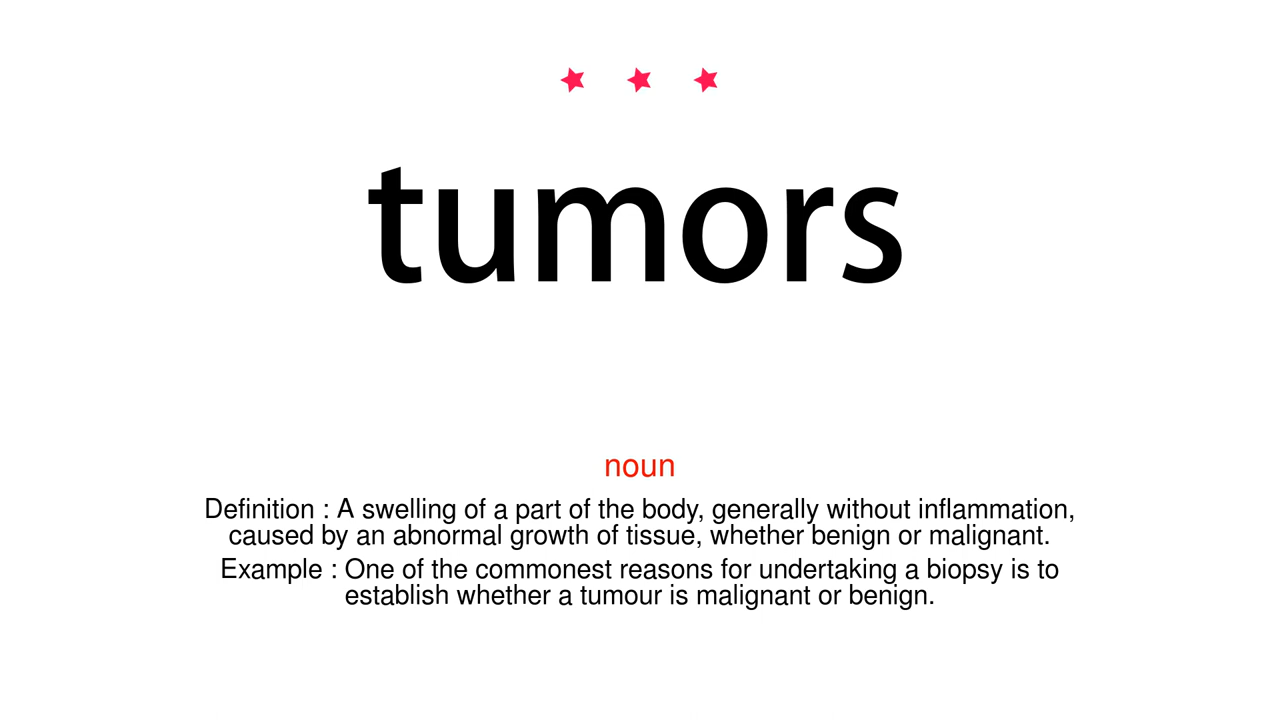 tumors
noun
Definition : A swelling of a part of the body, generally without inflammation,
caused by an abnormal growth of tissue, whether benign or malignant.
Example : One of the commonest reasons for undertaking a biopsy is to
establish whether a tumour is malignant or benign.